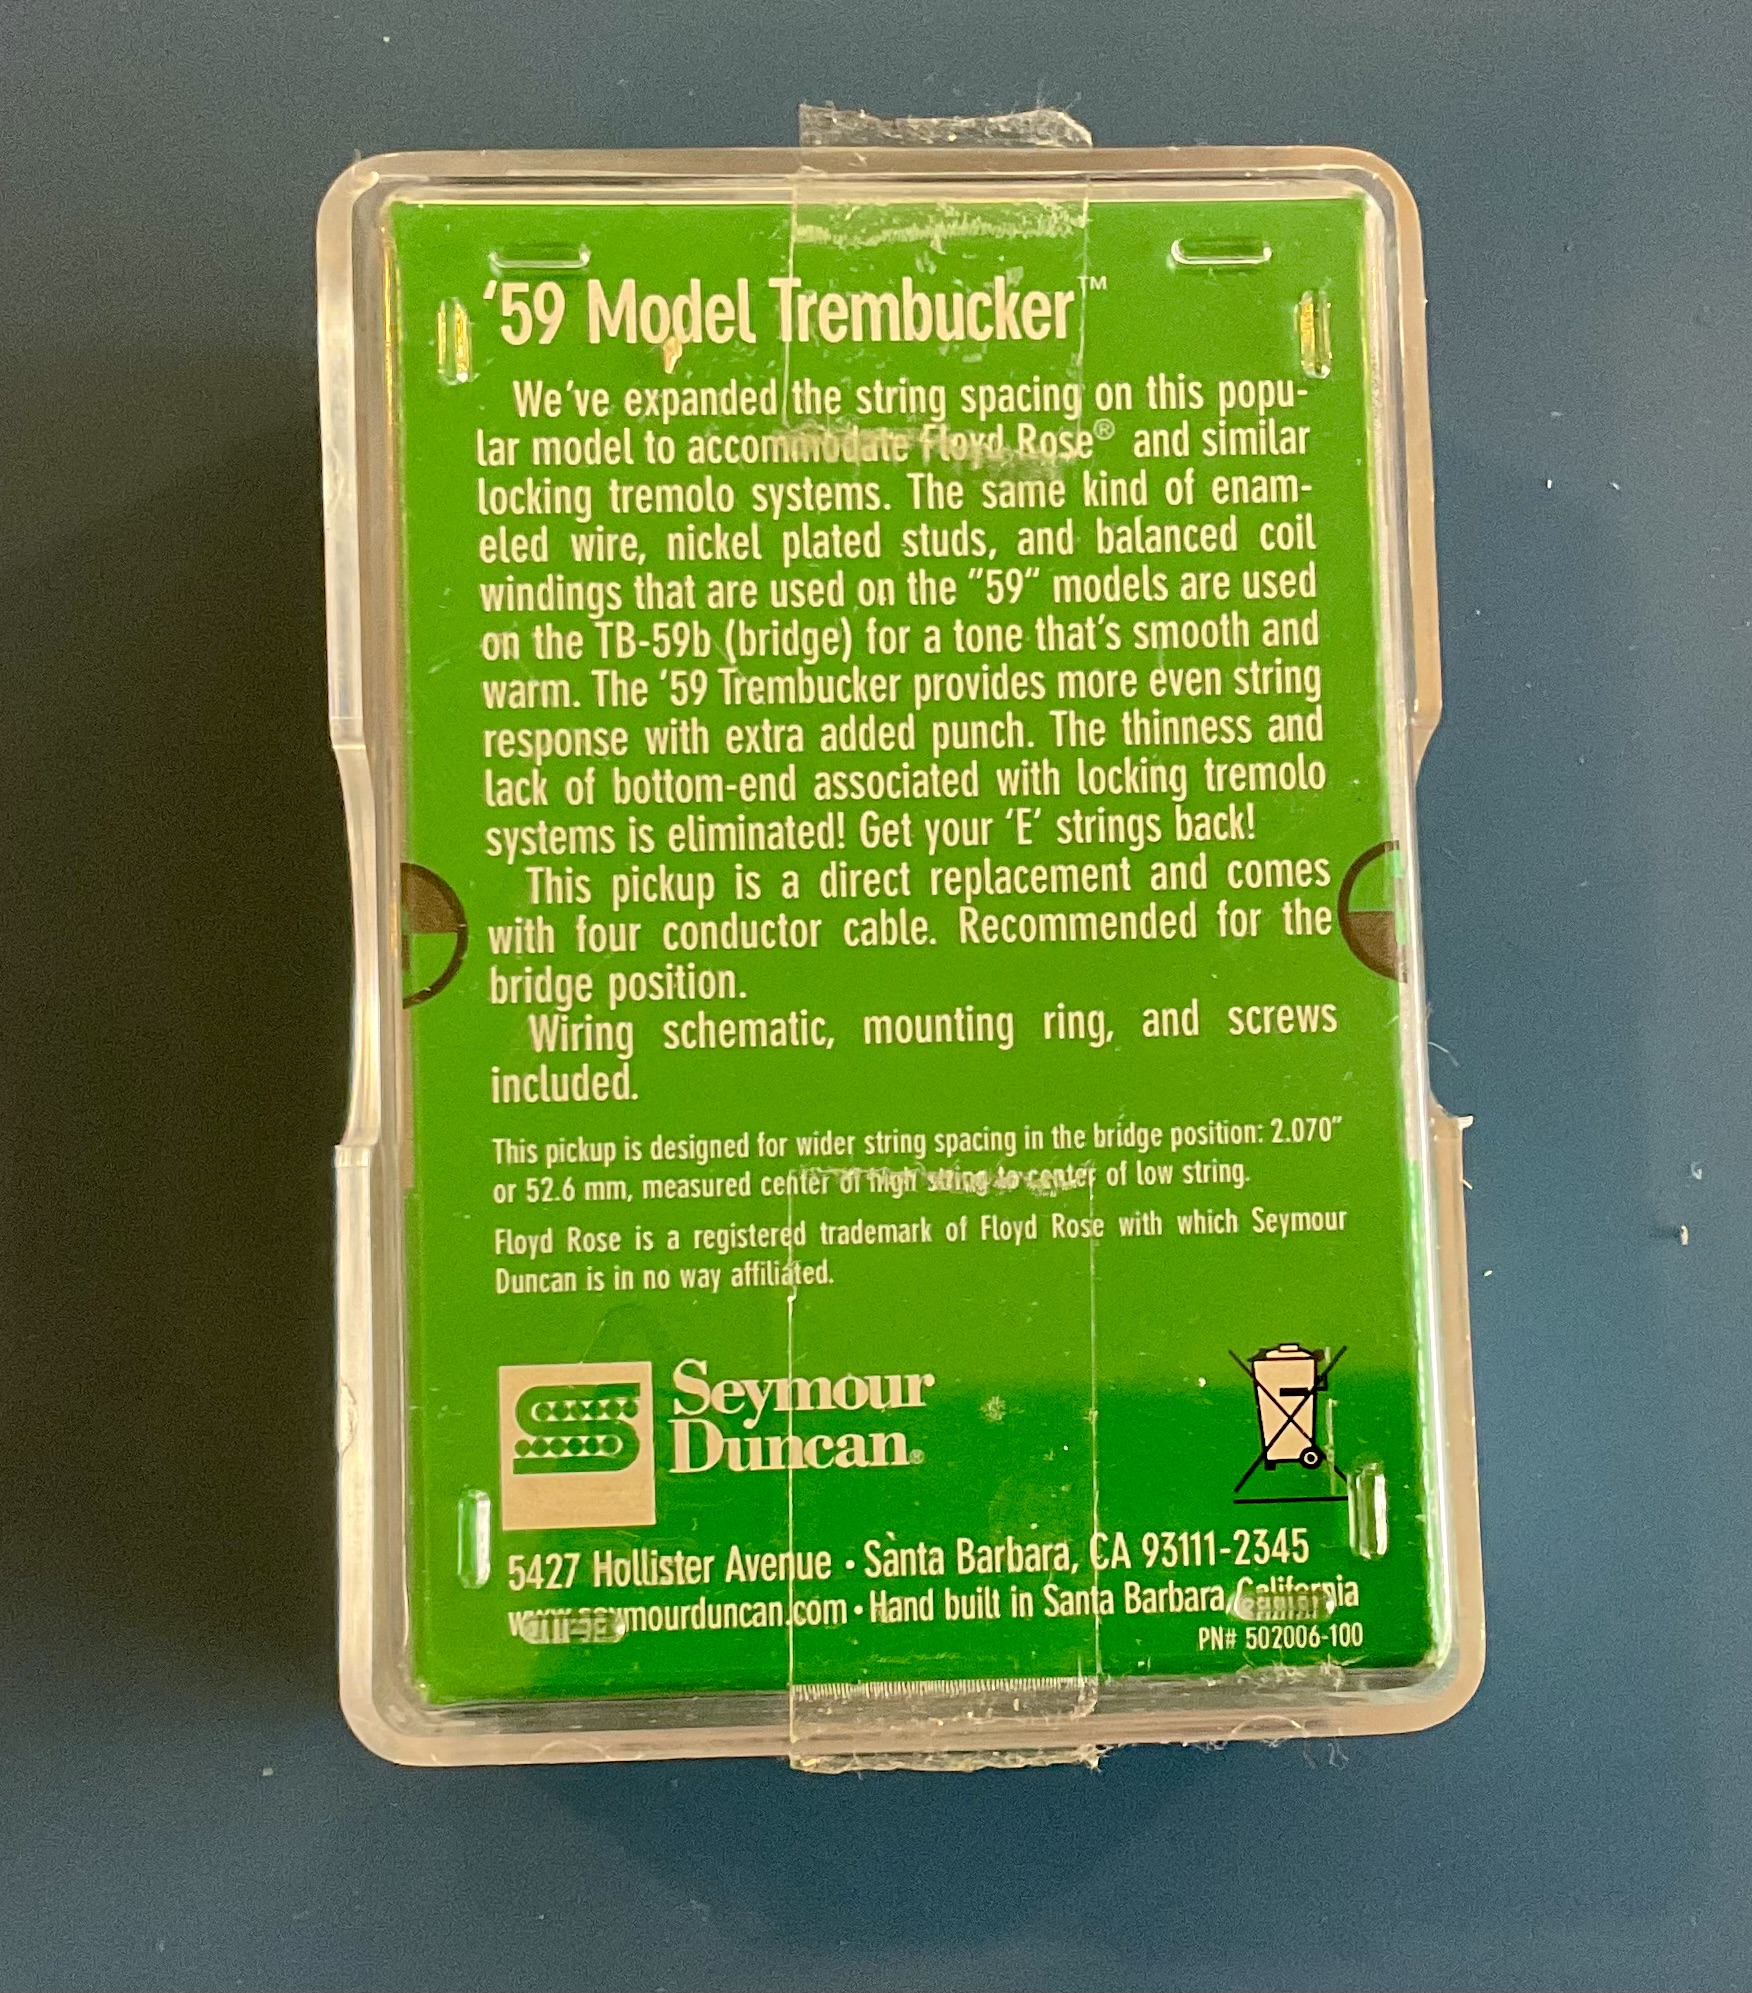 '59 Model Trembucker™
We've expanded the string spacing on this popu-
lar model to accommodate Floyd Rose® and similar
locking tremolo systems. The same kind of enam-
eled wire, nickel plated studs, and balanced coil
windings that are used on the "59" models are used
on the TB-59b (bridge) for a tone that's smooth and
warm. The '59 Trembucker provides more even string
response with extra added punch. The thinness and
lack of bottom-end associated with locking tremolo
systems is eliminated! Get your 'E' strings back!
This pickup is a direct replacement and comes
with four conductor cable. Recommended for the
bridge position.
Wiring schematic, mounting ring, and screws
included.
This pickup is designed for wider string spacing in the bridge position: 2.070"
or 52.6 mm, measured center of high string to center of low string.
Floyd Rose is a registered trademark of Floyd Rose with which Seymour
Duncan is in no way affiliated.
Seymour
Duncan®
5427 Hollister Avenue • Santa Barbara, CA 93111-2345
www.seymourduncan.com • Hand built in Santa Barbara, California
PN# 502006-100